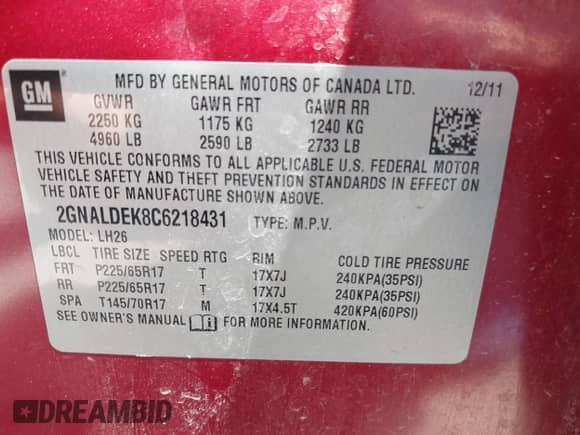 GM
MFD BY GENERAL MOTORS OF CANADA LTD. 12/11
GVWR GAWR FRT GAWR RR
2250 KG 1175 KG 1240 KG
4960 LB 2590 LB 2733 LB
THIS VEHICLE CONFORMS TO ALL APPLICABLE U.S. FEDERAL MOTOR
VEHICLE SAFETY AND THEFT PREVENTION STANDARDS IN EFFECT ON
THE DATE OF MANUFACTURE SHOWN ABOVE.
2GNALDEK8C6218431 TYPE: M.P.V.
MODEL: LH26
LBCL TIRE SIZE SPEED RTG RIM COLD TIRE PRESSURE
FRT P225/65R17 T 17X7J 240KPA(35PSI)
RR P225/65R17 T 17X7J 240KPA(35PSI)
SPA T145/70R17 M 17X4.5T 420KPA(60PSI)
SEE OWNER'S MANUAL FOR MORE INFORMATION.
DREAMBID